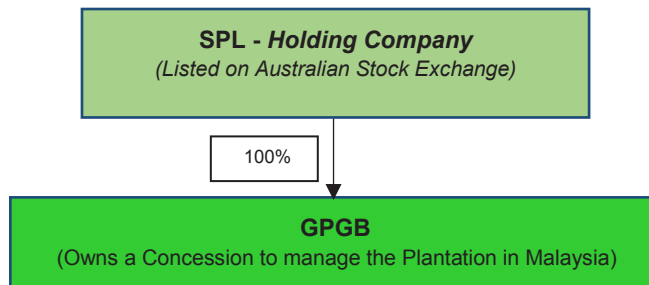 SPL - Holding Company
(Listed on Australian Stock Exchange)
100%
GPGB
(Owns a Concession to manage the Plantation in Malaysia)